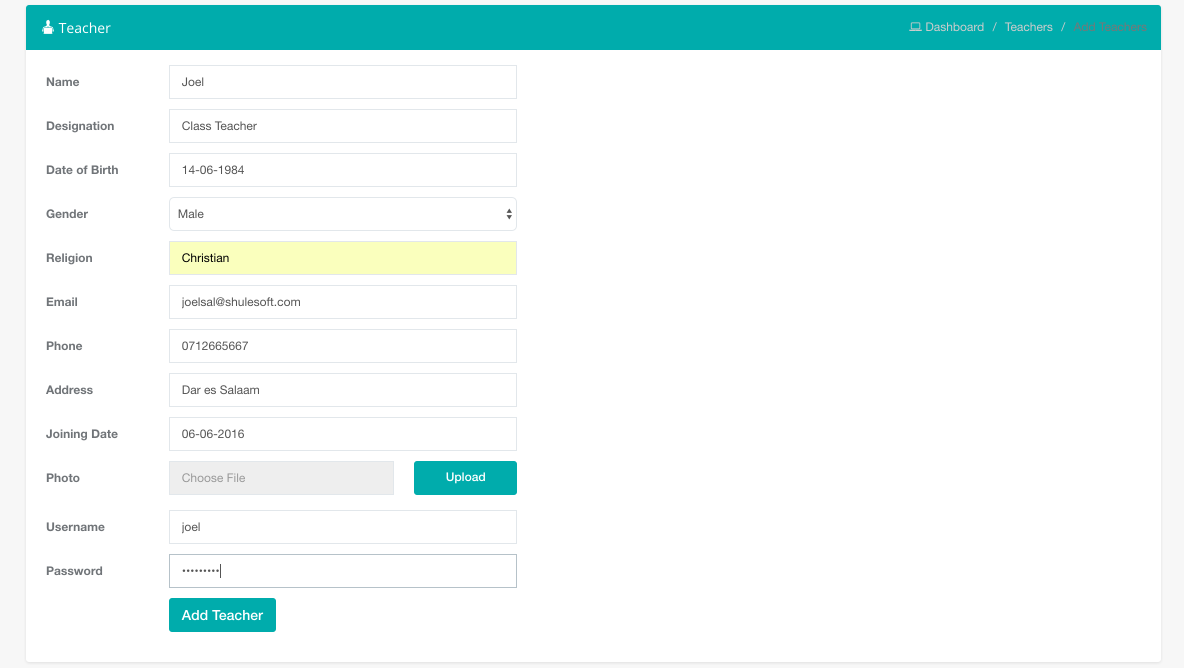 Teacher
Dashboard / Teachers / Add Teachers
Name Joel
Designation Class Teacher
Date of Birth 14-06-1984
Gender Male
Religion Christian
Email joelsal@shulesoft.com
Phone 0712665667
Address Dar es Salaam
Joining Date 06-06-2016
Photo Choose File Upload
Username joel
Password •••••••••
Add Teacher